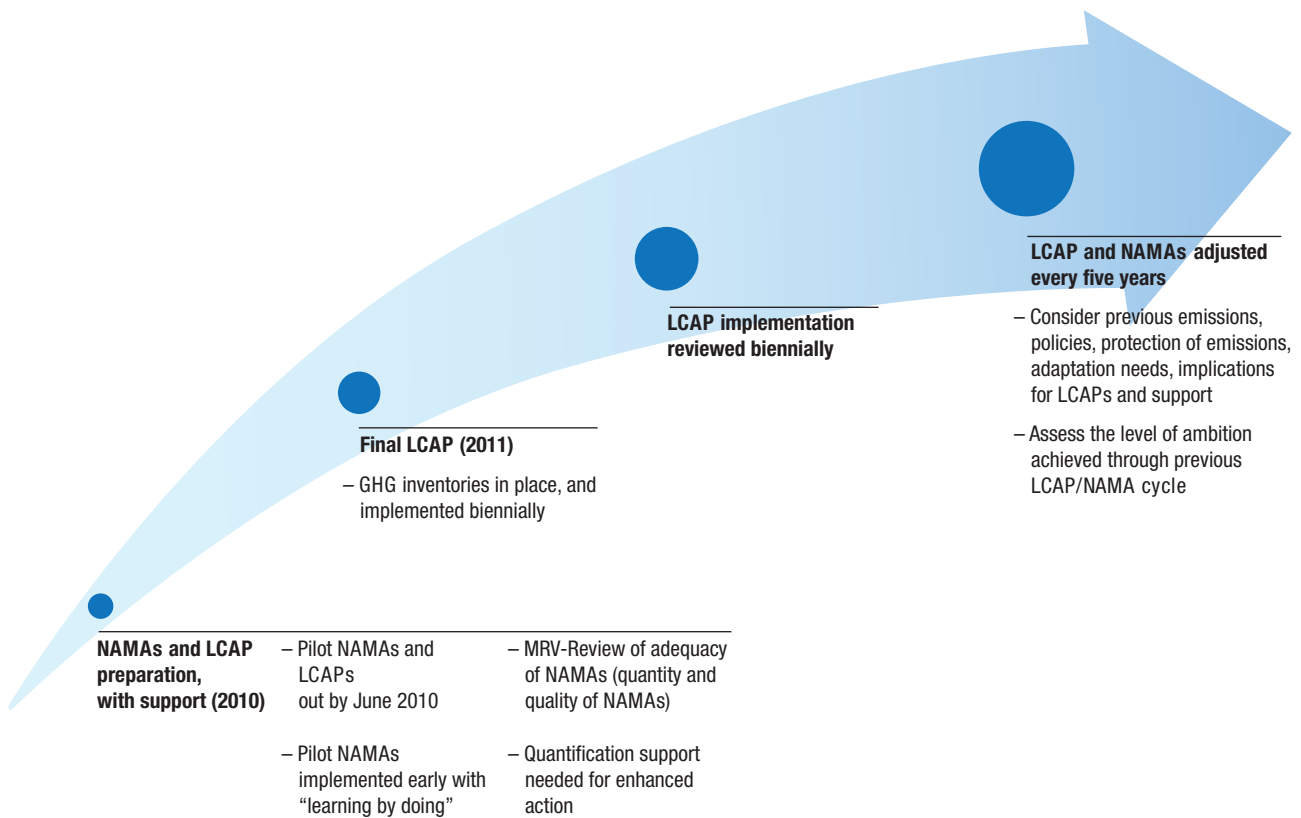 LCAP and NAMAs adjusted
every five years
– Consider previous emissions,
policies, protection of emissions,
adaptation needs, implications
for LCAPs and support
– Assess the level of ambition
achieved through previous
LCAP/NAMA cycle
LCAP implementation
reviewed biennially
Final LCAP (2011)
– GHG inventories in place, and
implemented biennially
NAMAs and LCAP
preparation,
with support (2010)
– Pilot NAMAs and
LCAPs
out by June 2010
– Pilot NAMAs
implemented early with
“learning by doing”
– MRV-Review of adequacy
of NAMAs (quantity and
quality of NAMAs)
– Quantification support
needed for enhanced
action